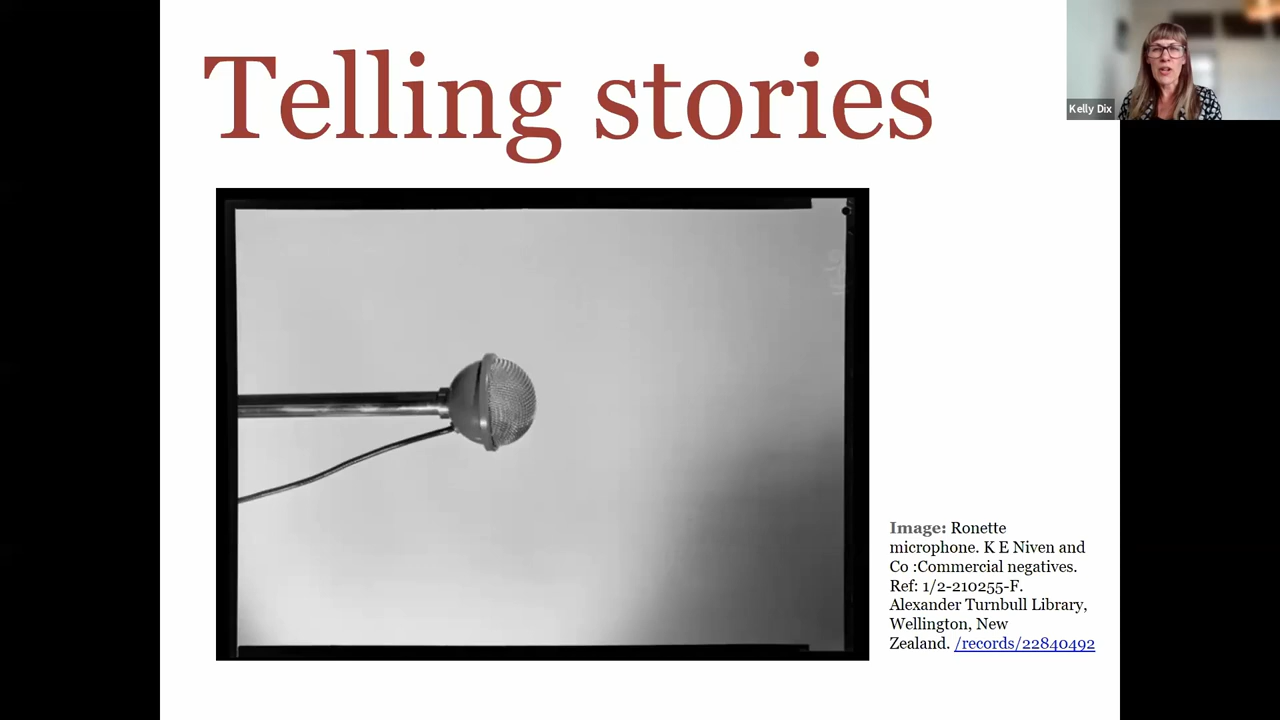 Telling stories
Kelly Dix
Image: Ronette
microphone. K E Niven and
Co :Commercial negatives.
Ref: 1/2-210255-F.
Alexander Turnbull Library,
Wellington, New
Zealand. /records/22840492